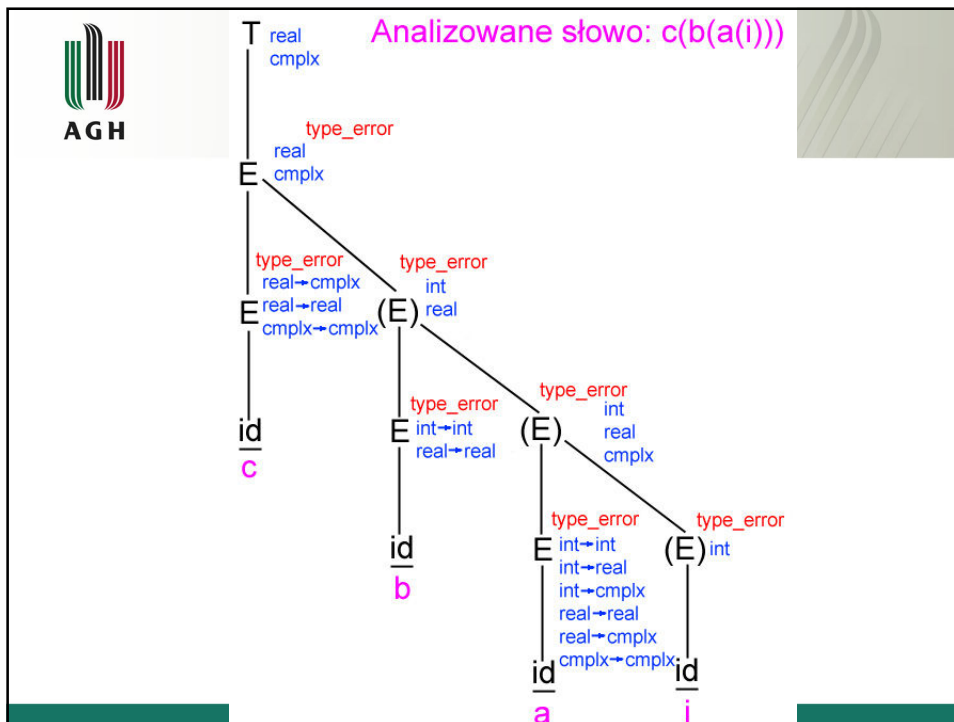 AGH
Analizowane słowo: c(b(a(i)))
T
real
cmplx
type_error
E
real
cmplx
type_error
E
real→cmplx
real→real
cmplx→cmplx
type_error
(E)
int
real
id
c
type_error
E
int→int
real→real
type_error
(E)
int
real
cmplx
id
b
type_error
E
int→int
int→real
int→cmplx
real→real
real→cmplx
cmplx→cmplx
type_error
(E)
int
id
a
id
i